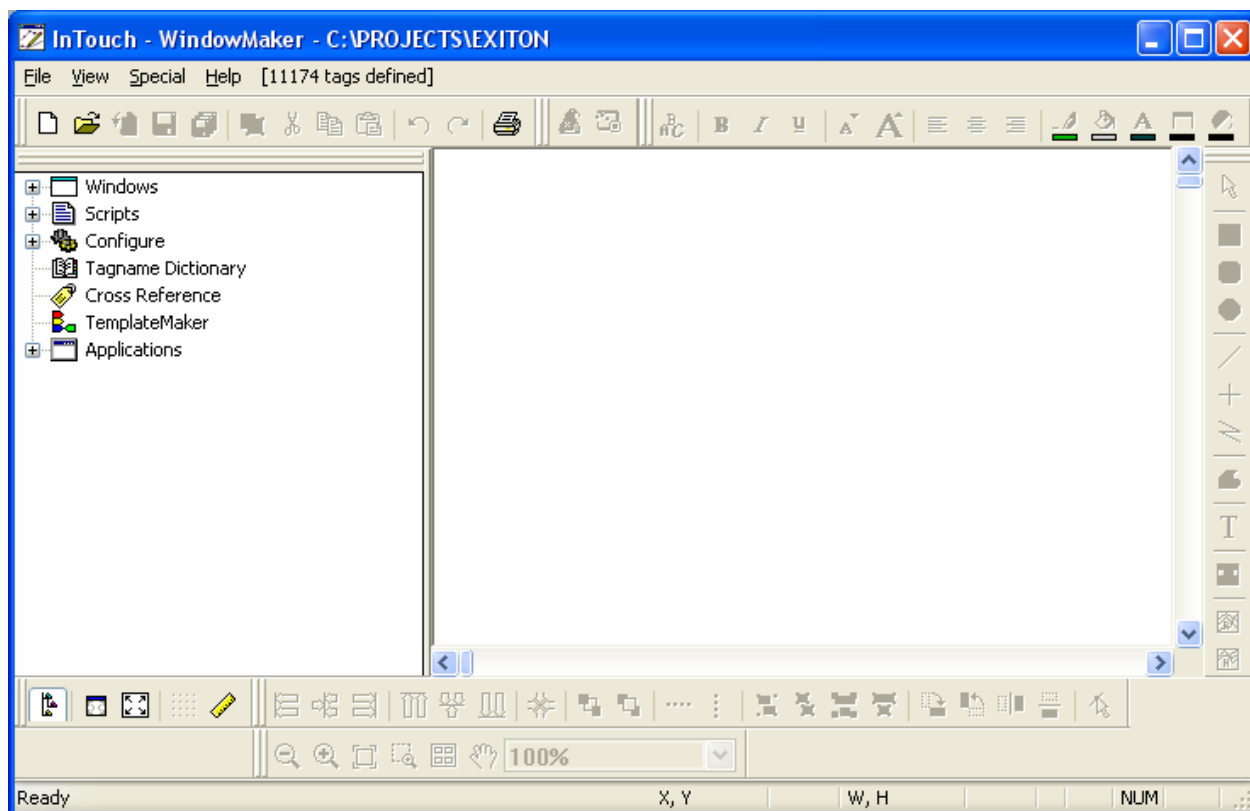 InTouch - WindowMaker - C:\PROJECTS\EXITON
File View Special Help [11174 tags defined]
Windows
Scripts
Configure
Tagname Dictionary
Cross Reference
TemplateMaker
Applications
100%
Ready X, Y W, H NUM